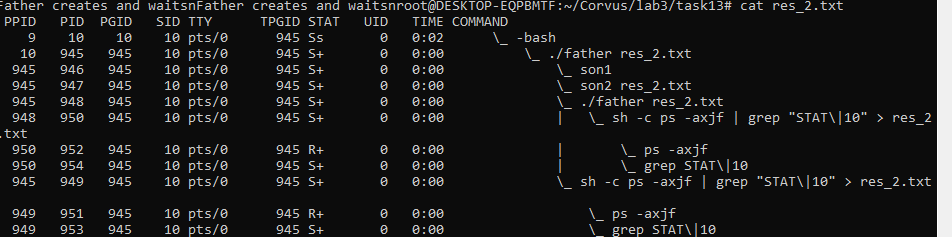 Father creates and waitsnFather creates and waitsnroot@DESKTOP-EQPBMTF:~/Corvus/lab3/task13# cat res_2.txt
PPID PID PGID SID TTY TPGID STAT UID TIME COMMAND
9 10 10 10 pts/0 945 Ss 0 0:02 \_ -bash
10 945 945 10 pts/0 945 S+ 0 0:00 \_ ./father res_2.txt
945 946 945 10 pts/0 945 S+ 0 0:00 \_ son1
945 947 945 10 pts/0 945 S+ 0 0:00 \_ son2 res_2.txt
945 948 945 10 pts/0 945 S+ 0 0:00 \_ ./father res_2.txt
948 950 945 10 pts/0 945 S+ 0 0:00 | \_ sh -c ps -axjf | grep "STAT\|10" > res_2
.txt
950 952 945 10 pts/0 945 R+ 0 0:00 | \_ ps -axjf
950 954 945 10 pts/0 945 S+ 0 0:00 | \_ grep STAT\|10
945 949 945 10 pts/0 945 S+ 0 0:00 \_ sh -c ps -axjf | grep "STAT\|10" > res_2.txt
949 951 945 10 pts/0 945 R+ 0 0:00 \_ ps -axjf
949 953 945 10 pts/0 945 S+ 0 0:00 \_ grep STAT\|10